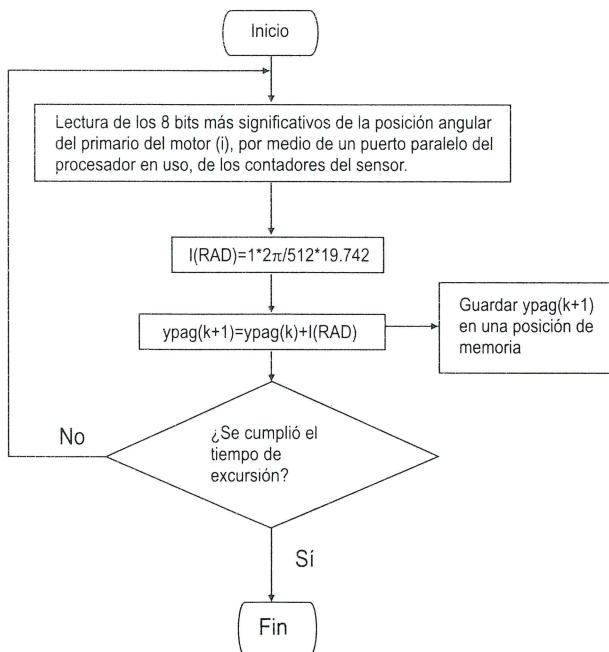 Inicio
Lectura de los 8 bits más significativos de la posición angular
del primario del motor (i), por medio de un puerto paralelo del
procesador en uso, de los contadores del sensor.
I(RAD)=1*2π/512*19.742
ypag(k+1)=ypag(k)+I(RAD)
Guardar ypag(k+1)
en una posición de
memoria
¿Se cumplió el
tiempo de
excursión?
No
Sí
Fin